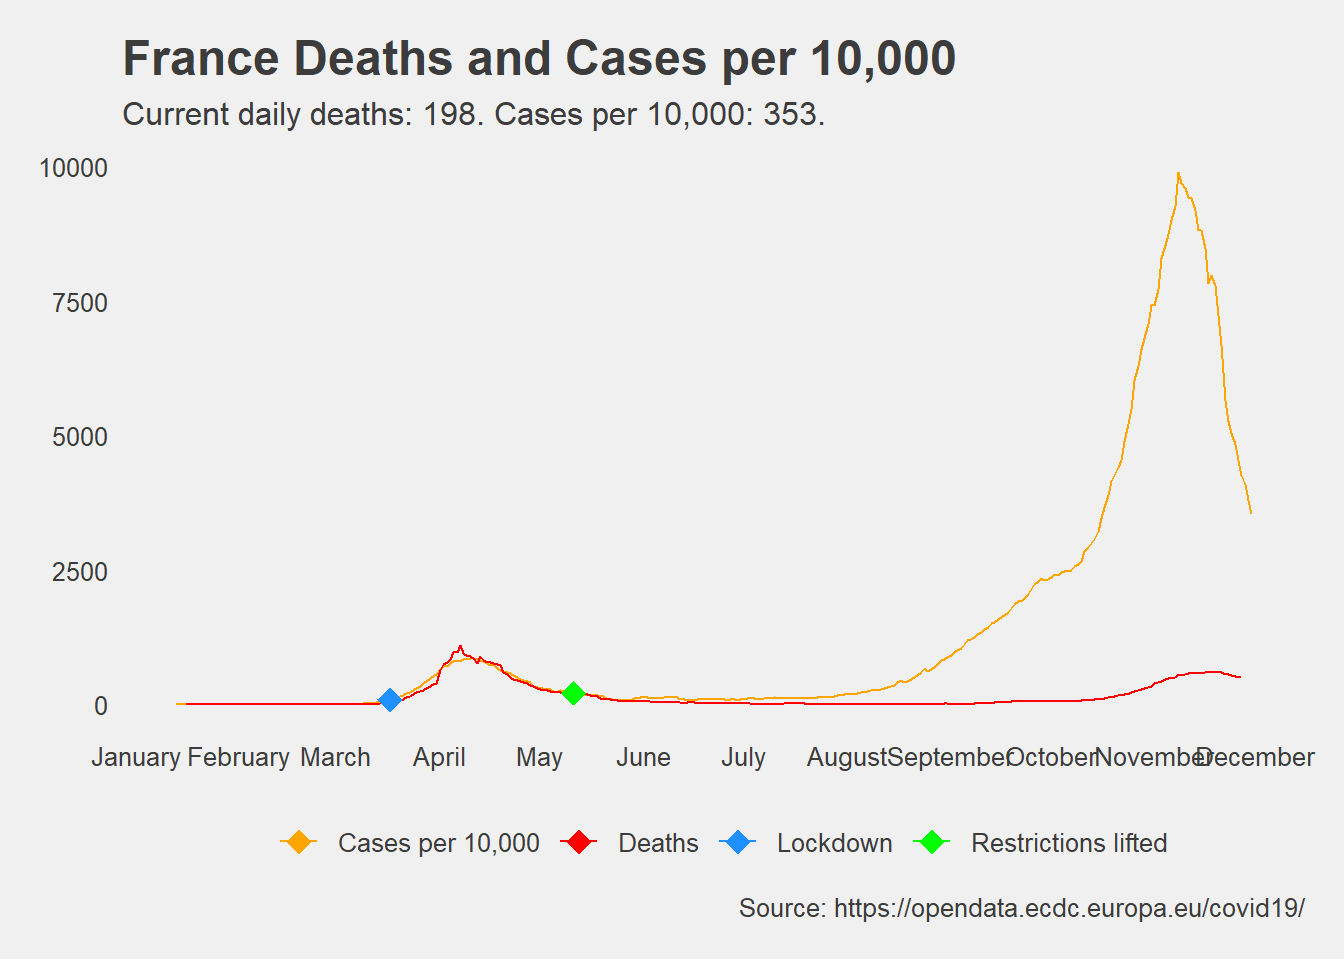 France Deaths and Cases per 10,000
Current daily deaths: 198. Cases per 10,000: 353.
10000
7500
5000
2500
0
January February March April May June July August September October November December
Cases per 10,000 Deaths Lockdown Restrictions lifted
Source: https://opendata.ecdc.europa.eu/covid19/